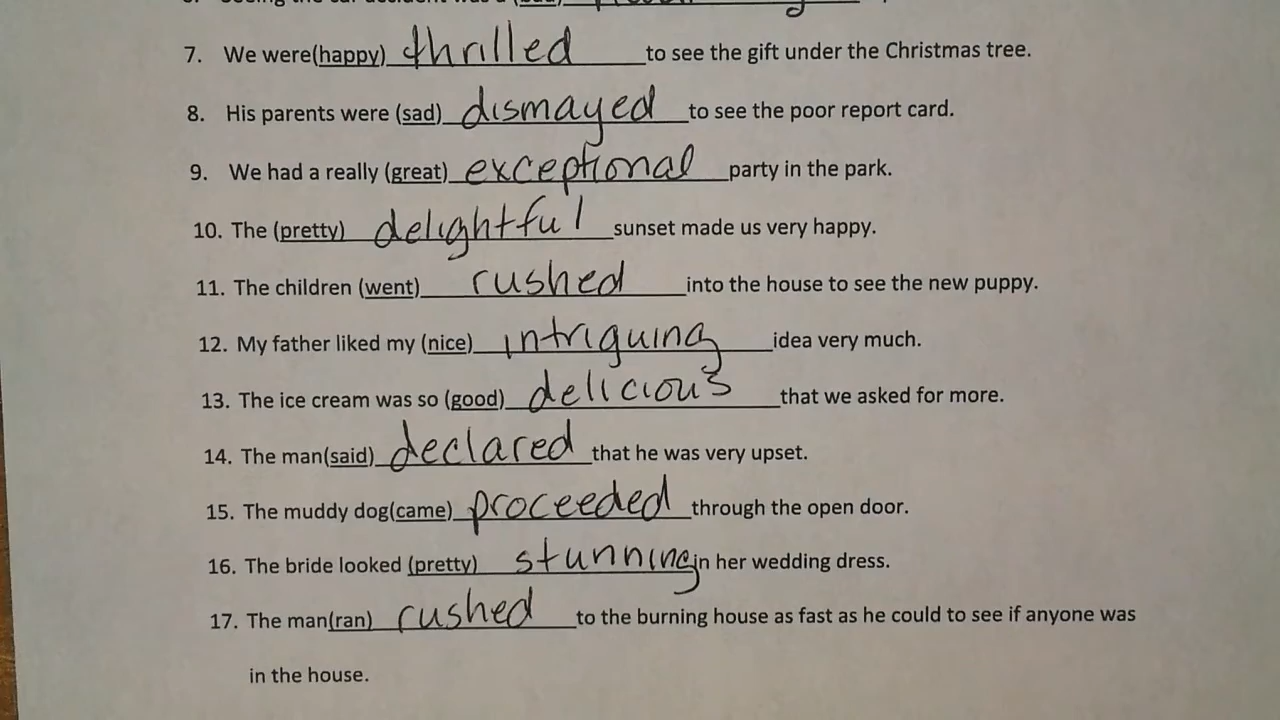 7. We were(happy) thrilled to see the gift under the Christmas tree.
8. His parents were (sad) dismayed to see the poor report card.
9. We had a really (great) exceptional party in the park.
10. The (pretty) delightful sunset made us very happy.
11. The children (went) rushed into the house to see the new puppy.
12. My father liked my (nice) intriguing idea very much.
13. The ice cream was so (good) delicious that we asked for more.
14. The man(said) declared that he was very upset.
15. The muddy dog(came) proceeded through the open door.
16. The bride looked (pretty) stunning in her wedding dress.
17. The man(ran) rushed to the burning house as fast as he could to see if anyone was
in the house.